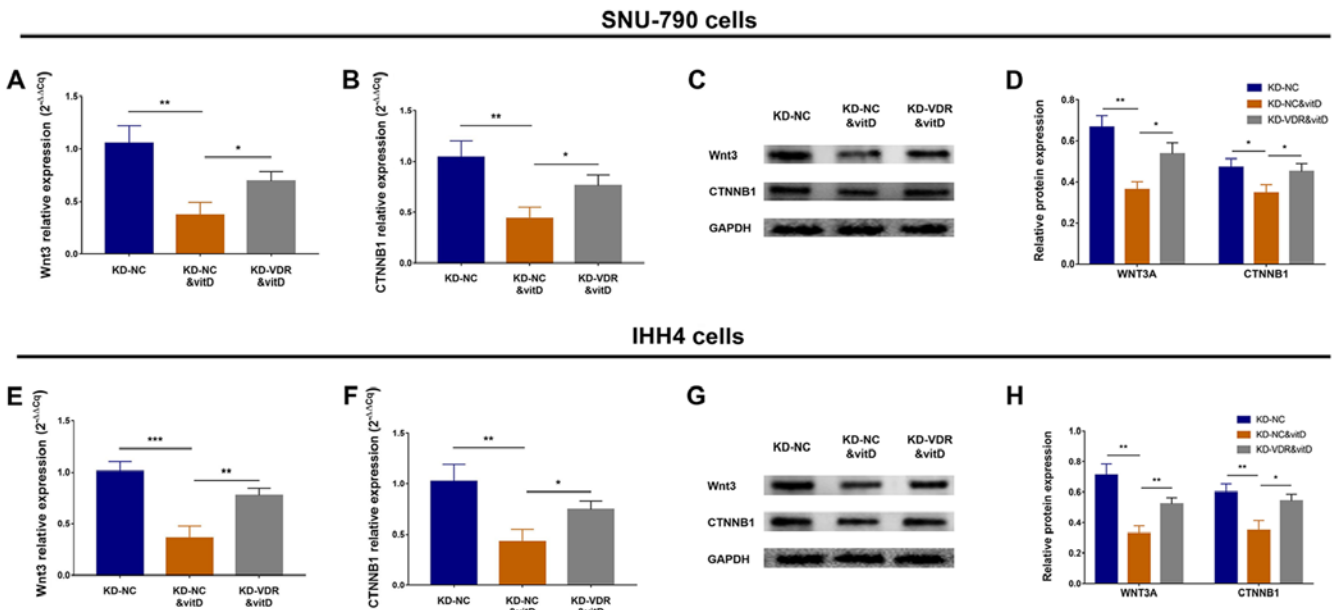 SNU-790 cells
A
Wnt3 relative expression (2-ΔΔCq)
1.5
1.0
0.5
0.0
**
*
KD-NC
KD-NC
&vitD
KD-VDR
&vitD
B
CTNNB1 relative expression (2-ΔΔCq)
1.5
1.0
0.5
0.0
**
*
KD-NC
KD-NC
&vitD
KD-VDR
&vitD
C
KD-NC
KD-NC
&vitD
KD-VDR
&vitD
Wnt3
CTNNB1
GAPDH
D
Relative protein expression
0.8
0.6
0.4
0.2
0.0
KD-NC
KD-NC&vitD
KD-VDR&vitD
**
*
*
*
WNT3A
CTNNB1
IHH4 cells
E
Wnt3 relative expression (2-ΔΔCq)
1.5
1.0
0.5
0.0
***
**
KD-NC
KD-NC
&vitD
KD-VDR
&vitD
F
CTNNB1 relative expression (2-ΔΔCq)
1.5
1.0
0.5
0.0
**
*
KD-NC
KD-NC
&vitD
KD-VDR
&vitD
G
KD-NC
KD-NC
&vitD
KD-VDR
&vitD
Wnt3
CTNNB1
GAPDH
H
Relative protein expression
1.0
0.8
0.6
0.4
0.2
0.0
KD-NC
KD-NC&vitD
KD-VDR&vitD
**
**
**
*
WNT3A
CTNNB1